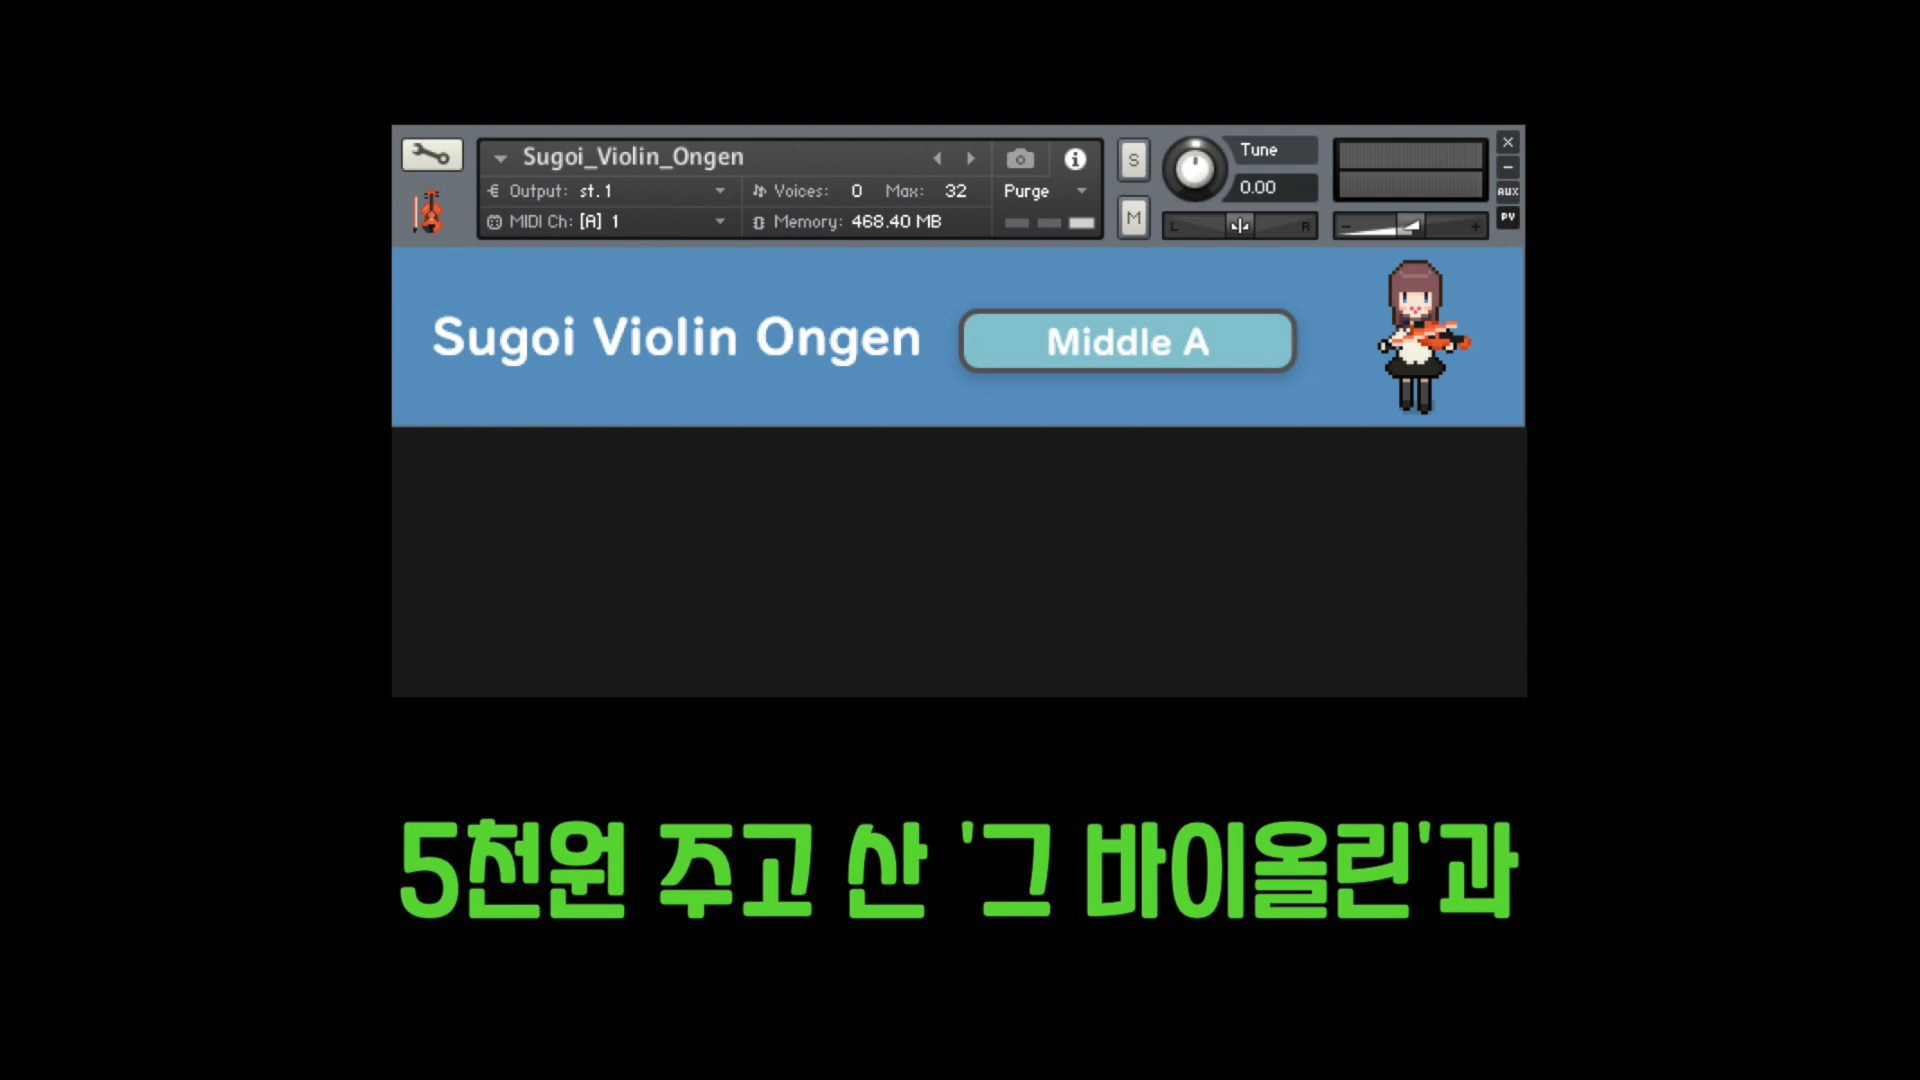 Sugoi_Violin_Ongen
S
Tune
X
Output: st. 1
Voices: 0 Max: 32
Purge
0.00
AUX
MIDI Ch: [A] 1
Memory: 468.40 MB
M
L
R
- +
PV
Sugoi Violin Ongen
Middle A
5천원 주고 산 '그 바이올린'과